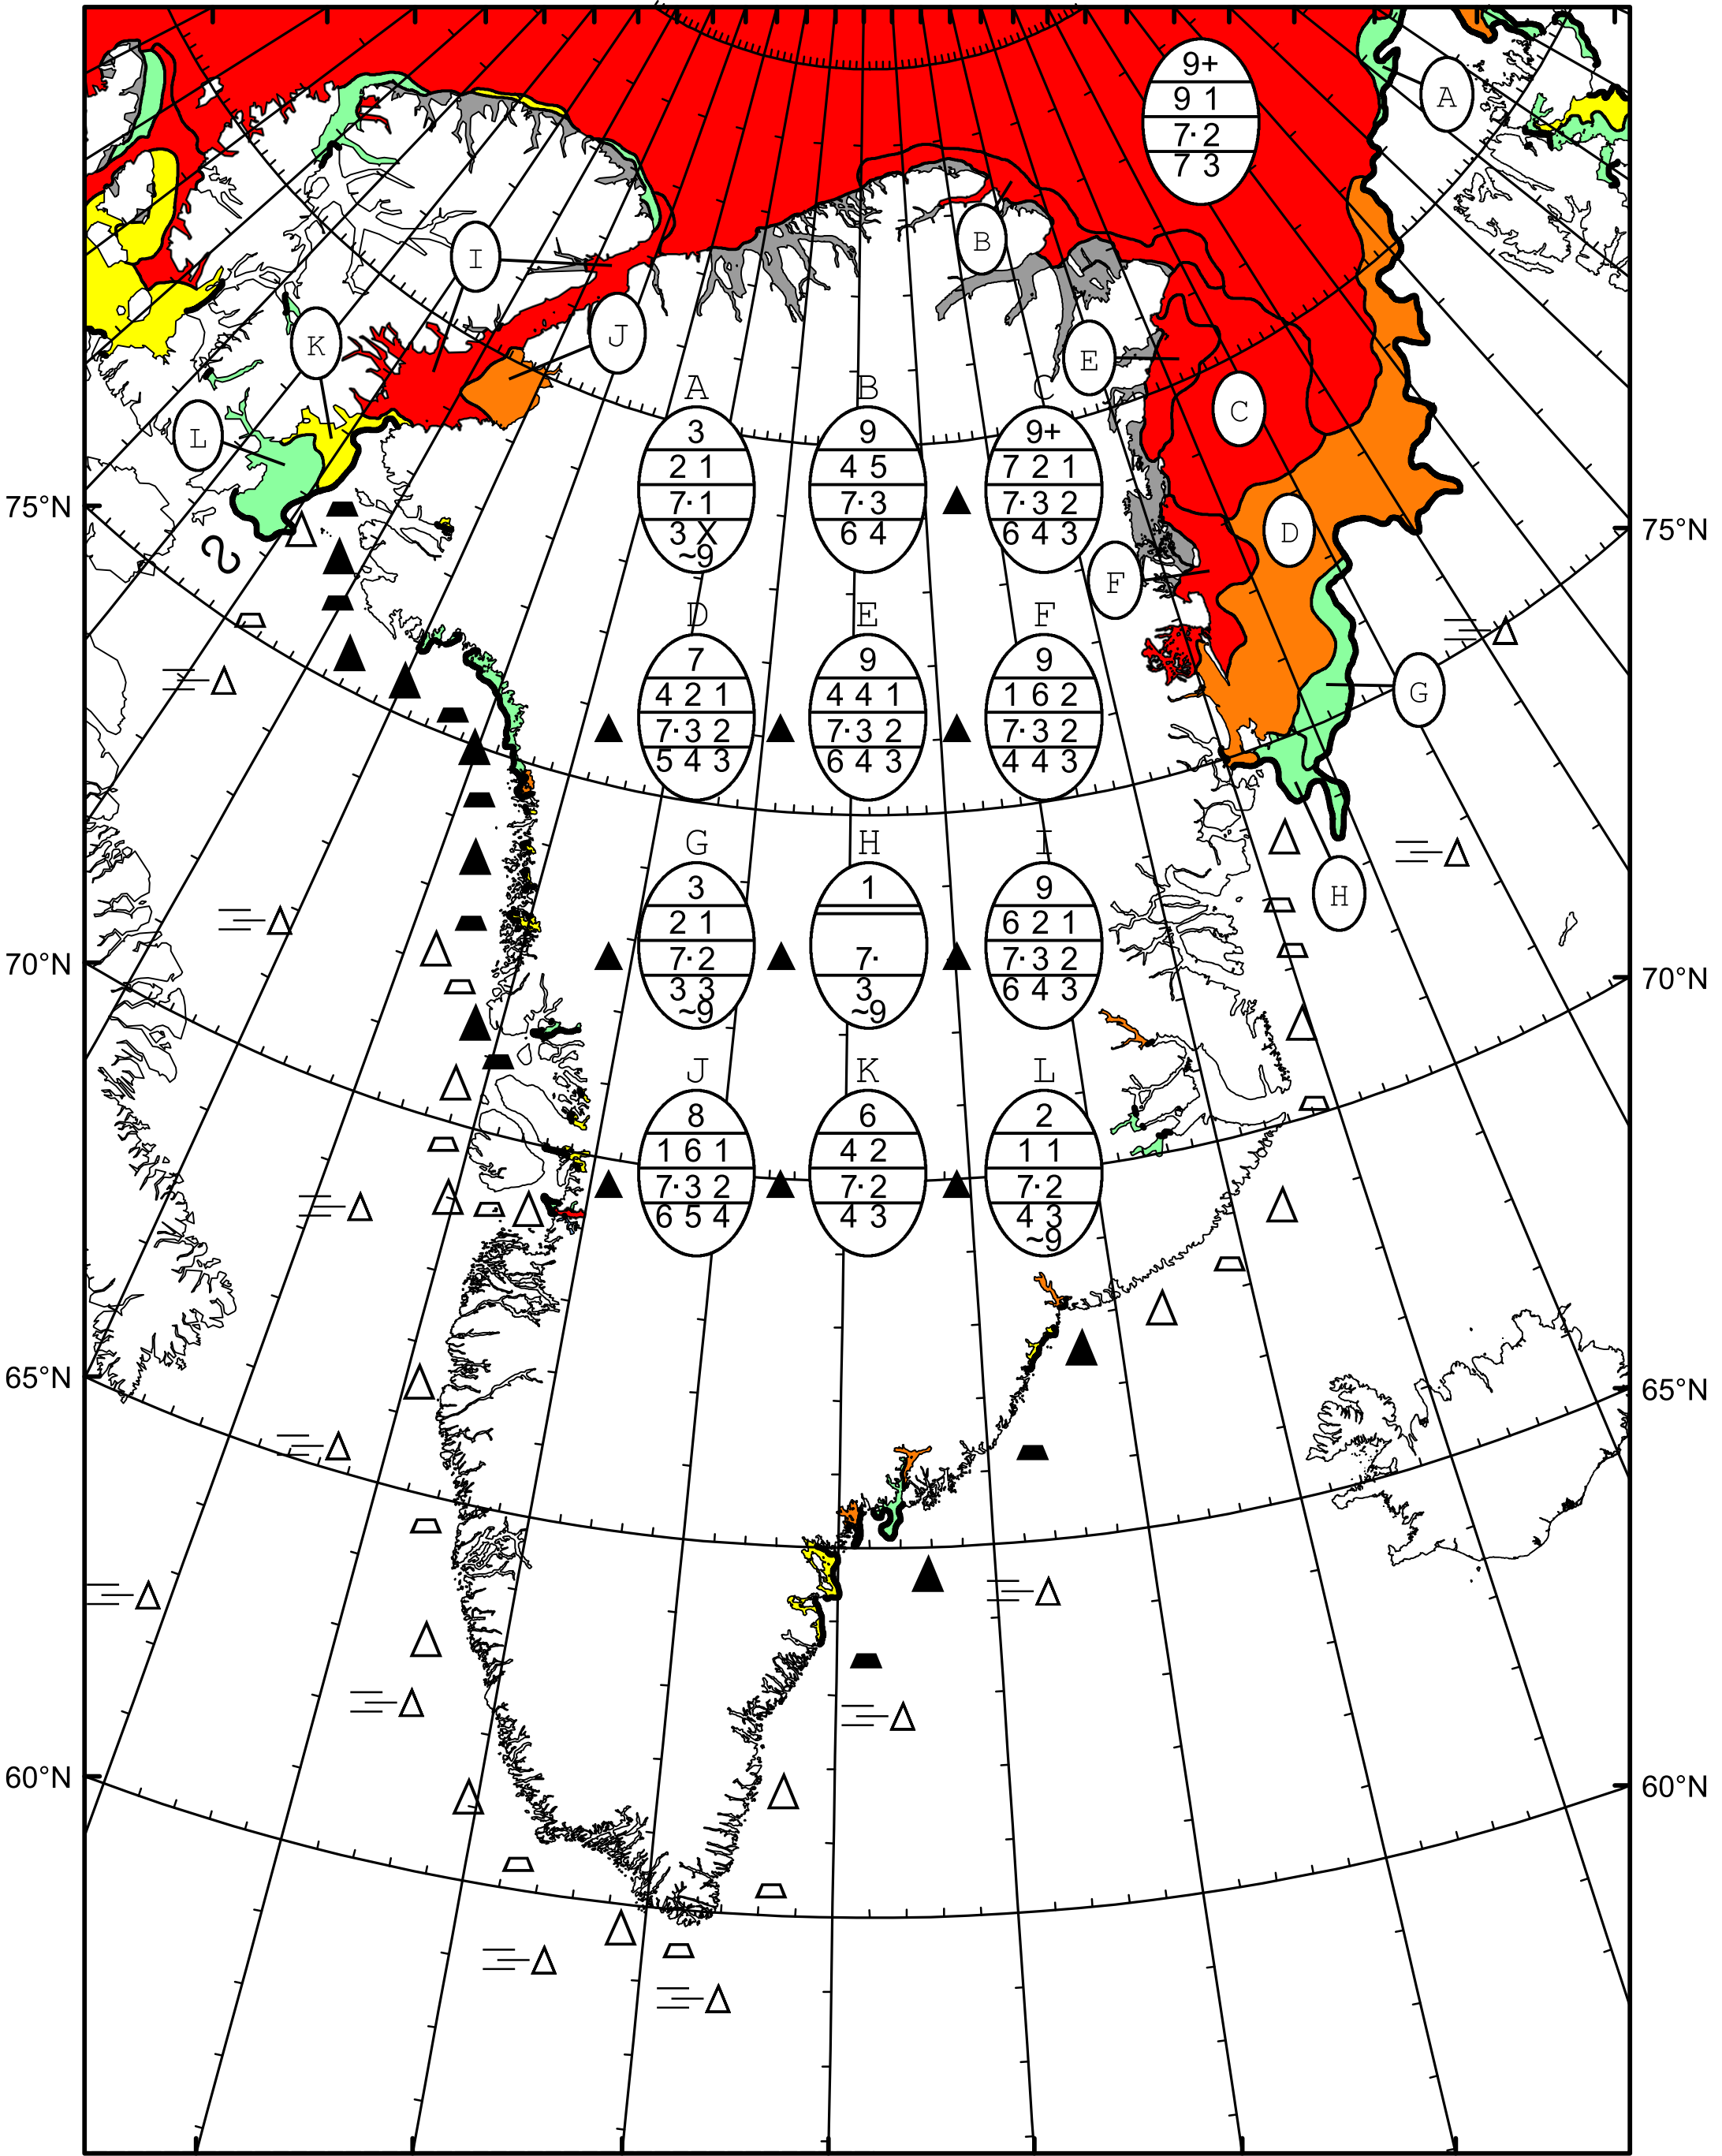 9+
9 1
7· 2
7 3
A
B
I
J
K
E
C
L
75°N
75°N
D
F
G
H
A
3
2 1
7· 1
3 X
~9
B
9
4 5
7· 3
6 4
C
9+
7 2 1
7· 3 2
6 4 3
D
7
4 2 1
7· 3 2
5 4 3
E
9
4 4 1
7· 3 2
6 4 3
F
9
1 6 2
7· 3 2
4 4 3
G
3
2 1
7· 2
3 3
~9
H
1
7·
3
~9
I
9
6 2 1
7· 3 2
6 4 3
J
8
1 6 1
7· 3 2
6 5 4
K
6
4 2
7· 2
4 3
L
2
1 1
7· 2
4 3
~9
70°N
70°N
65°N
65°N
60°N
60°N